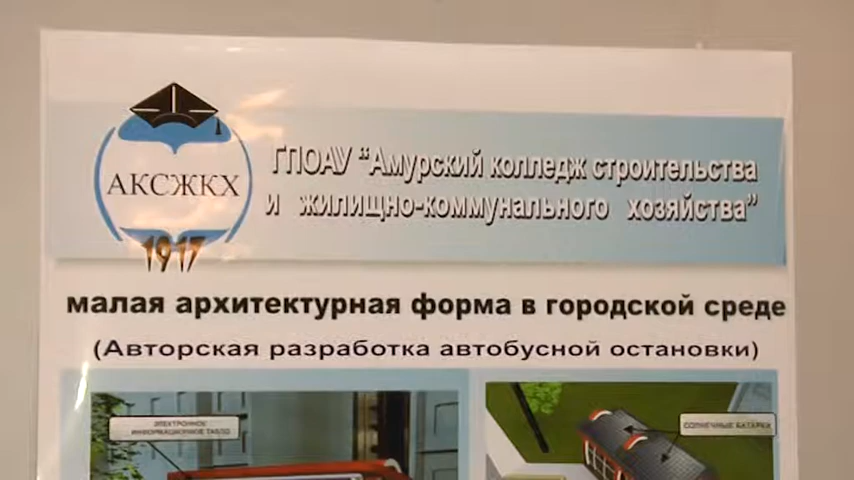 АКСЖКХ
1917
ГПОАУ “Амурский колледж строительства
и жилищно-коммунального хозяйства”
малая архитектурная форма в городской среде
(Авторская разработка автобусной остановки)
ЭЛЕКТРОННОЕ
ИНФОРМАЦИОННОЕ ТАБЛО
СОЛНЕЧНЫЕ БАТАРЕИ